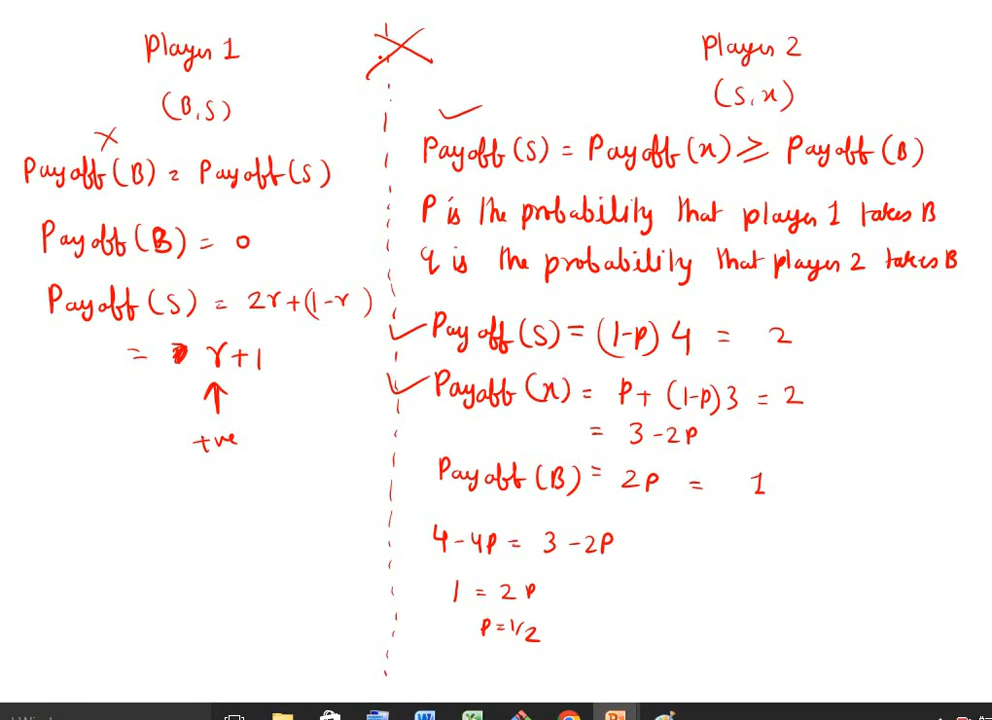 Player 1
(B,S)
Payoff(B) = Payoff(S)
Payoff(B) = 0
Payoff(S) = 2r+(1-r)
= r+1
+ve
Player 2
(S,x)
Payoff(S) = Payoff(x) ≥ Payoff(B)
P is the probability that player 1 takes B
q is the probability that player 2 takes B
Payoff(S) = (1-P)4 = 2
Payoff(x) = P+(1-P)3 = 2
= 3-2P
Payoff(B) = 2P = 1
4-4P = 3-2P
1 = 2P
P=1/2